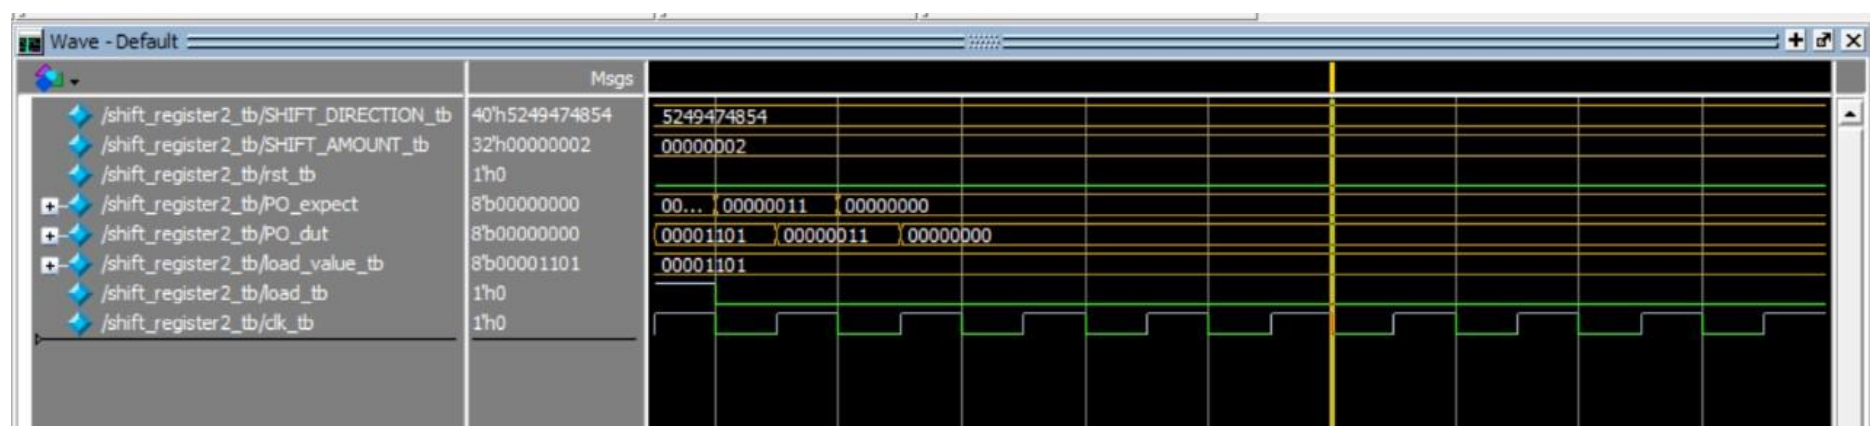 Wave - Default
Msgs
/shift_register2_tb/SHIFT_DIRECTION_tb 40'h5249474854 5249474854
/shift_register2_tb/SHIFT_AMOUNT_tb 32'h00000002 00000002
/shift_register2_tb/rst_tb 1'h0
/shift_register2_tb/PO_expect 8'b00000000 00... 00000011 00000000
/shift_register2_tb/PO_dut 8'b00000000 00001101 00000011 00000000
/shift_register2_tb/load_value_tb 8'b00001101 00001101
/shift_register2_tb/load_tb 1'h0
/shift_register2_tb/clk_tb 1'h0